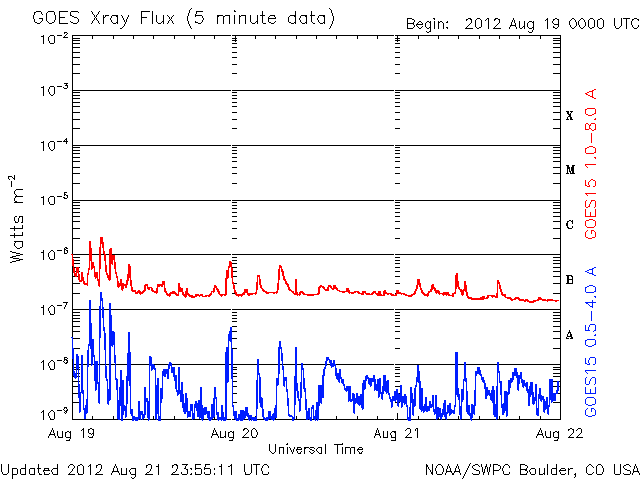 GOES Xray Flux (5 minute data)
Begin: 2012 Aug 19 0000 UTC
Watts m⁻²
10⁻²
10⁻³
10⁻⁴
10⁻⁵
10⁻⁶
10⁻⁷
10⁻⁸
10⁻⁹
X
M
C
B
A
GOES15 1.0-8.0 A
GOES15 0.5-4.0 A
Aug 19 Aug 20 Aug 21 Aug 22
Universal Time
Updated 2012 Aug 21 23:55:11 UTC
NOAA/SWPC Boulder, CO USA